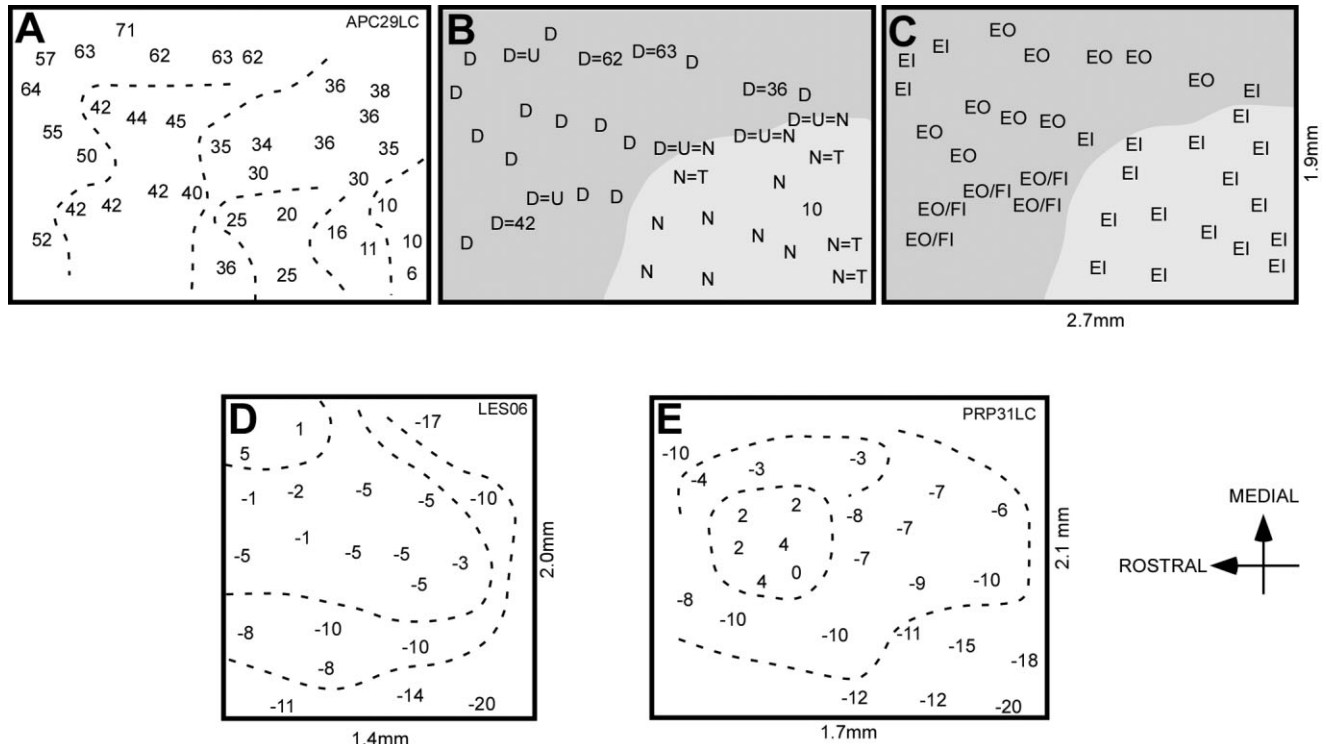 A
APC29LC
71
57 63 62 63 62
64
36 38
42 44 45 36
55
35 34 36 35
50
30 30
42 40
42 42 10
25 20
52 16 11 10
36 25 6
B
D
D D=U D=62 D=63 D
D D=36 D
D D D D=U=N
D D D=U=N D=U=N
D N=T
N=T N
D=U D D
D=42 N N 10
D N N N=T
N N N=T
C
EO
EI EI EO EO EO
EI EO EI
EO EO EO EI
EO EI EI EI EI
EO EI EI
EO/FI EO/FI
EO/FI EO/FI EI EI EI
EO/FI EI EI EI
EI EI EI
1.9mm
2.7mm
D
LES06
1 -17
5
-1 -2 -5 -5 -10
-1
-5 -5 -5 -3
-5
-8 -10 -10
-8
-11 -14 -20
2.0mm
1.4mm
E
PRP31LC
-10 -3
-4 -3
-7
2 2 -8 -6
-7
2 4 -7
4 0 -9 -10
-8
-10 -10 -11 -15
-18
-12 -12 -20
2.1 mm
1.7mm
MEDIAL
ROSTRAL